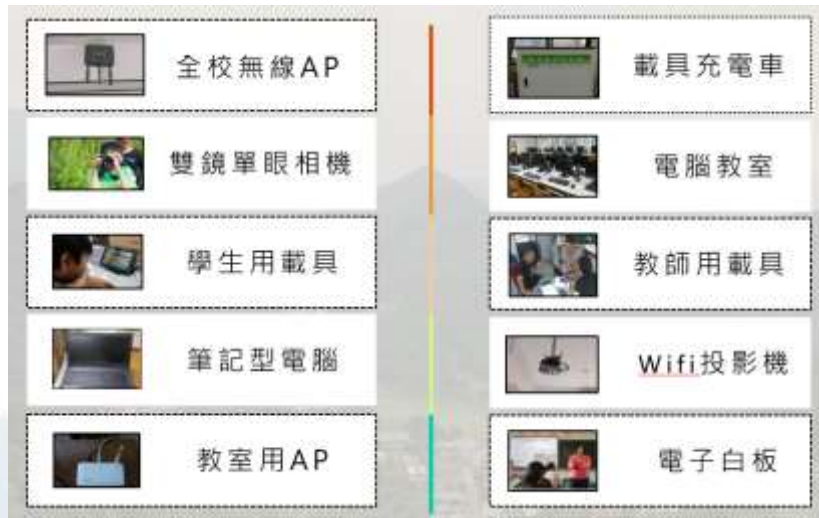 全校無線AP
雙鏡單眼相機
學生用載具
筆記型電腦
教室用AP
載具充電車
電腦教室
教師用載具
Wifi投影機
電子白板